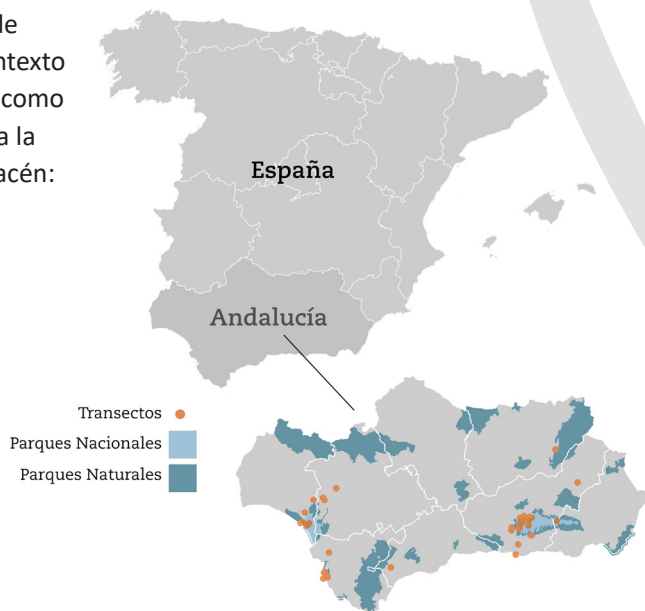 de
ntexto
como
a la
acén:
España
Andalucía
Transectos
Parques Nacionales
Parques Naturales